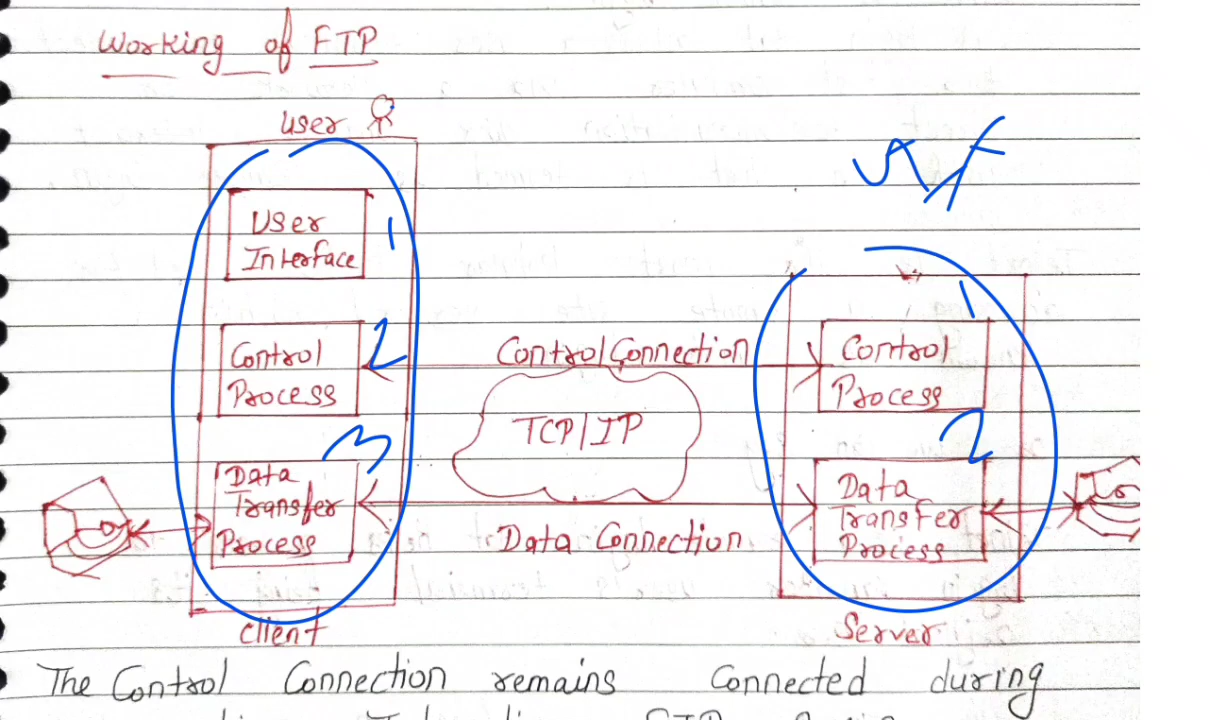 Working of FTP
User
User
Interface
1
Control
Process
2
Data
Transfer
Process
3
Client
Control Connection
TCP/IP
Data Connection
1
Control
Process
2
Data
Transfer
Process
Server
The Control Connection remains Connected during